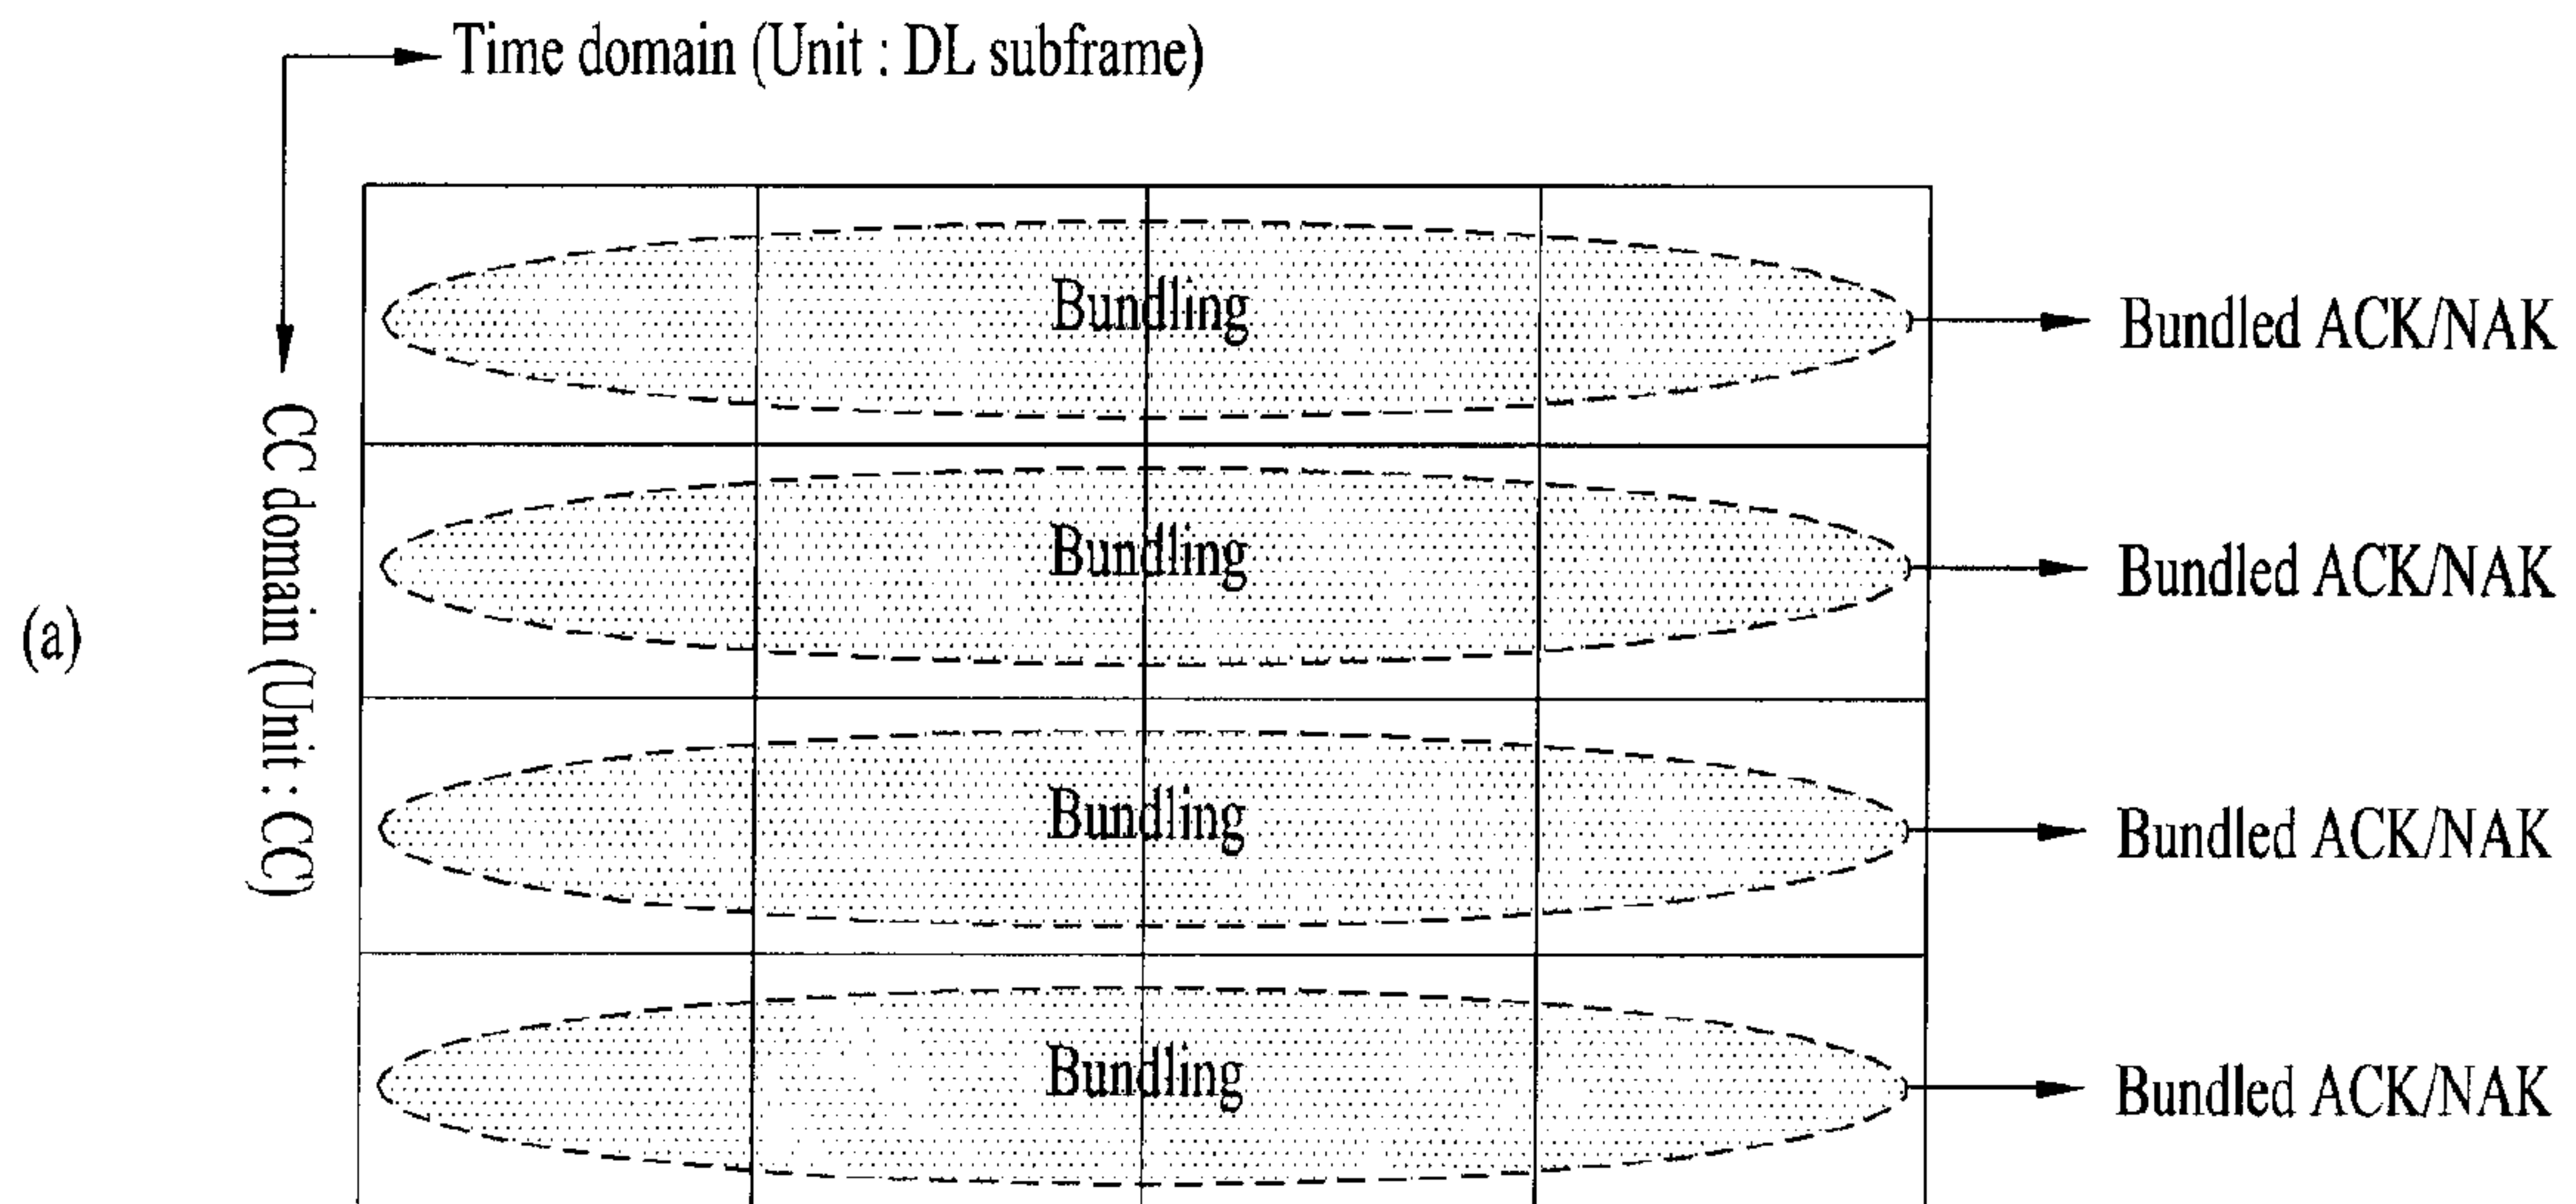 Time domain (Unit : DL subframe)
CC domain (Unit : CC)
(a)
Bundling
Bundled ACK/NAK
Bundling
Bundled ACK/NAK
Bundling
Bundled ACK/NAK
Bundling
Bundled ACK/NAK